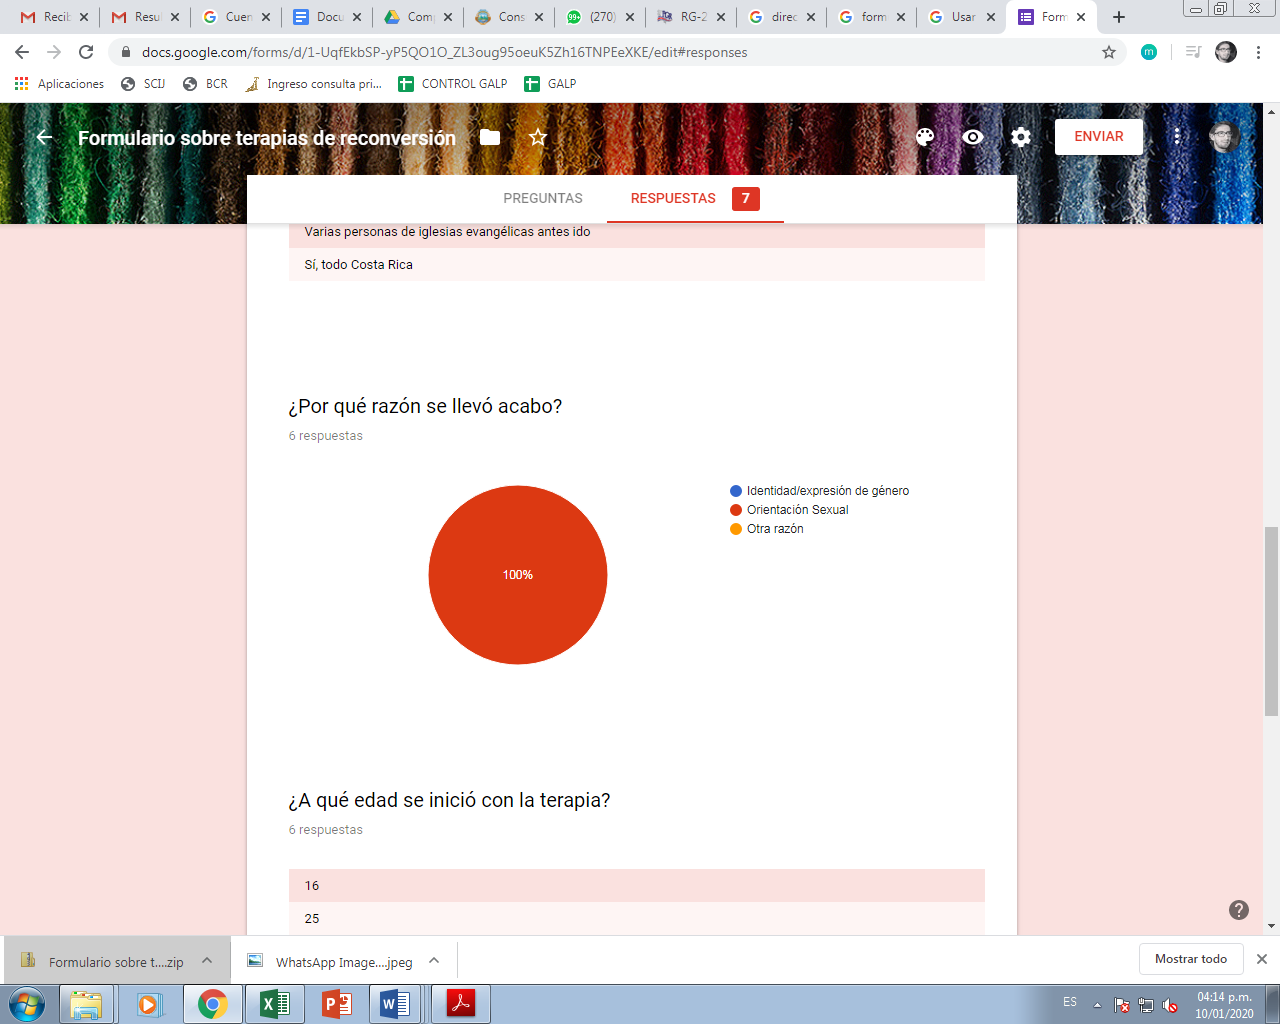 Recib
Resul
Cuen
Docu
Comp
Cons
(270)
RG-2
direc
form
Usar
Form
docs.google.com/forms/d/1-UqfEkbSP-yP5QO1O_ZL3oug95oeuK5Zh16TNPEeXKE/edit#responses
Aplicaciones
SCIJ
BCR
Ingreso consulta pri...
CONTROL GALP
GALP
Formulario sobre terapias de reconversión
ENVIAR
PREGUNTAS
RESPUESTAS 7
Varias personas de iglesias evangélicas antes ido
Sí, todo Costa Rica
¿Por qué razón se llevó acabo?
6 respuestas
Identidad/expresión de género
Orientación Sexual
Otra razón
100%
¿A qué edad se inició con la terapia?
6 respuestas
16
25
Formulario sobre t....zip
WhatsApp Image....jpeg
Mostrar todo
ES
04:14 p.m.
10/01/2020